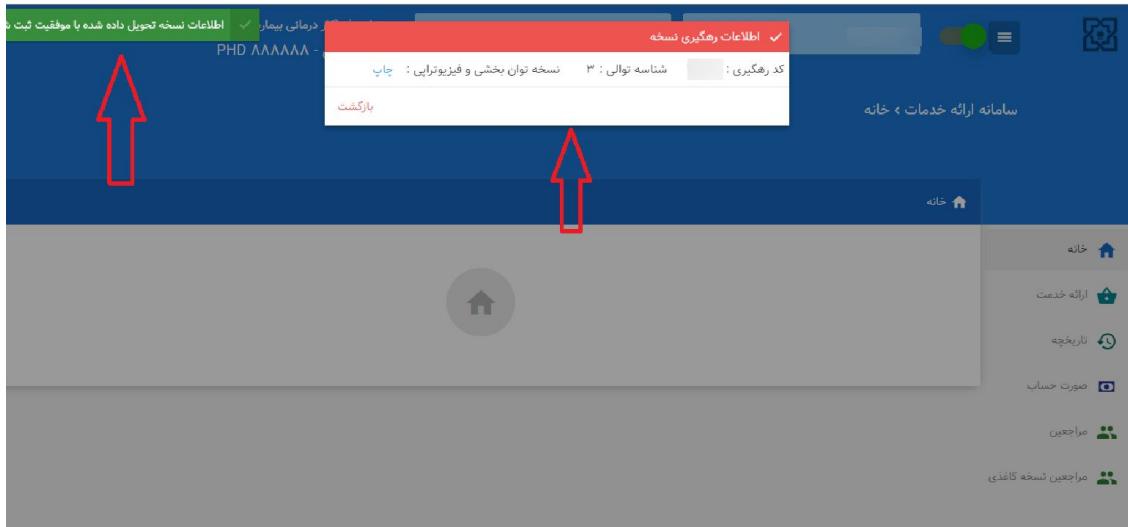 اطلاعات نسخه تحویل داده شده با موفقیت ثبت
درمانی بیمار
PHD ۸۸۸۸۸۸ -
اطلاعات رهگیری نسخه
کد رهگیری : شناسه توالی : ۳ نسخه توان بخشی و فیزیوتراپی : چاپ
بازگشت
سامانه ارائه خدمات › خانه
خانه
خانه
ارائه خدمت
تاریخچه
صورت حساب
مراجعین
مراجعین نسخه کاغذی